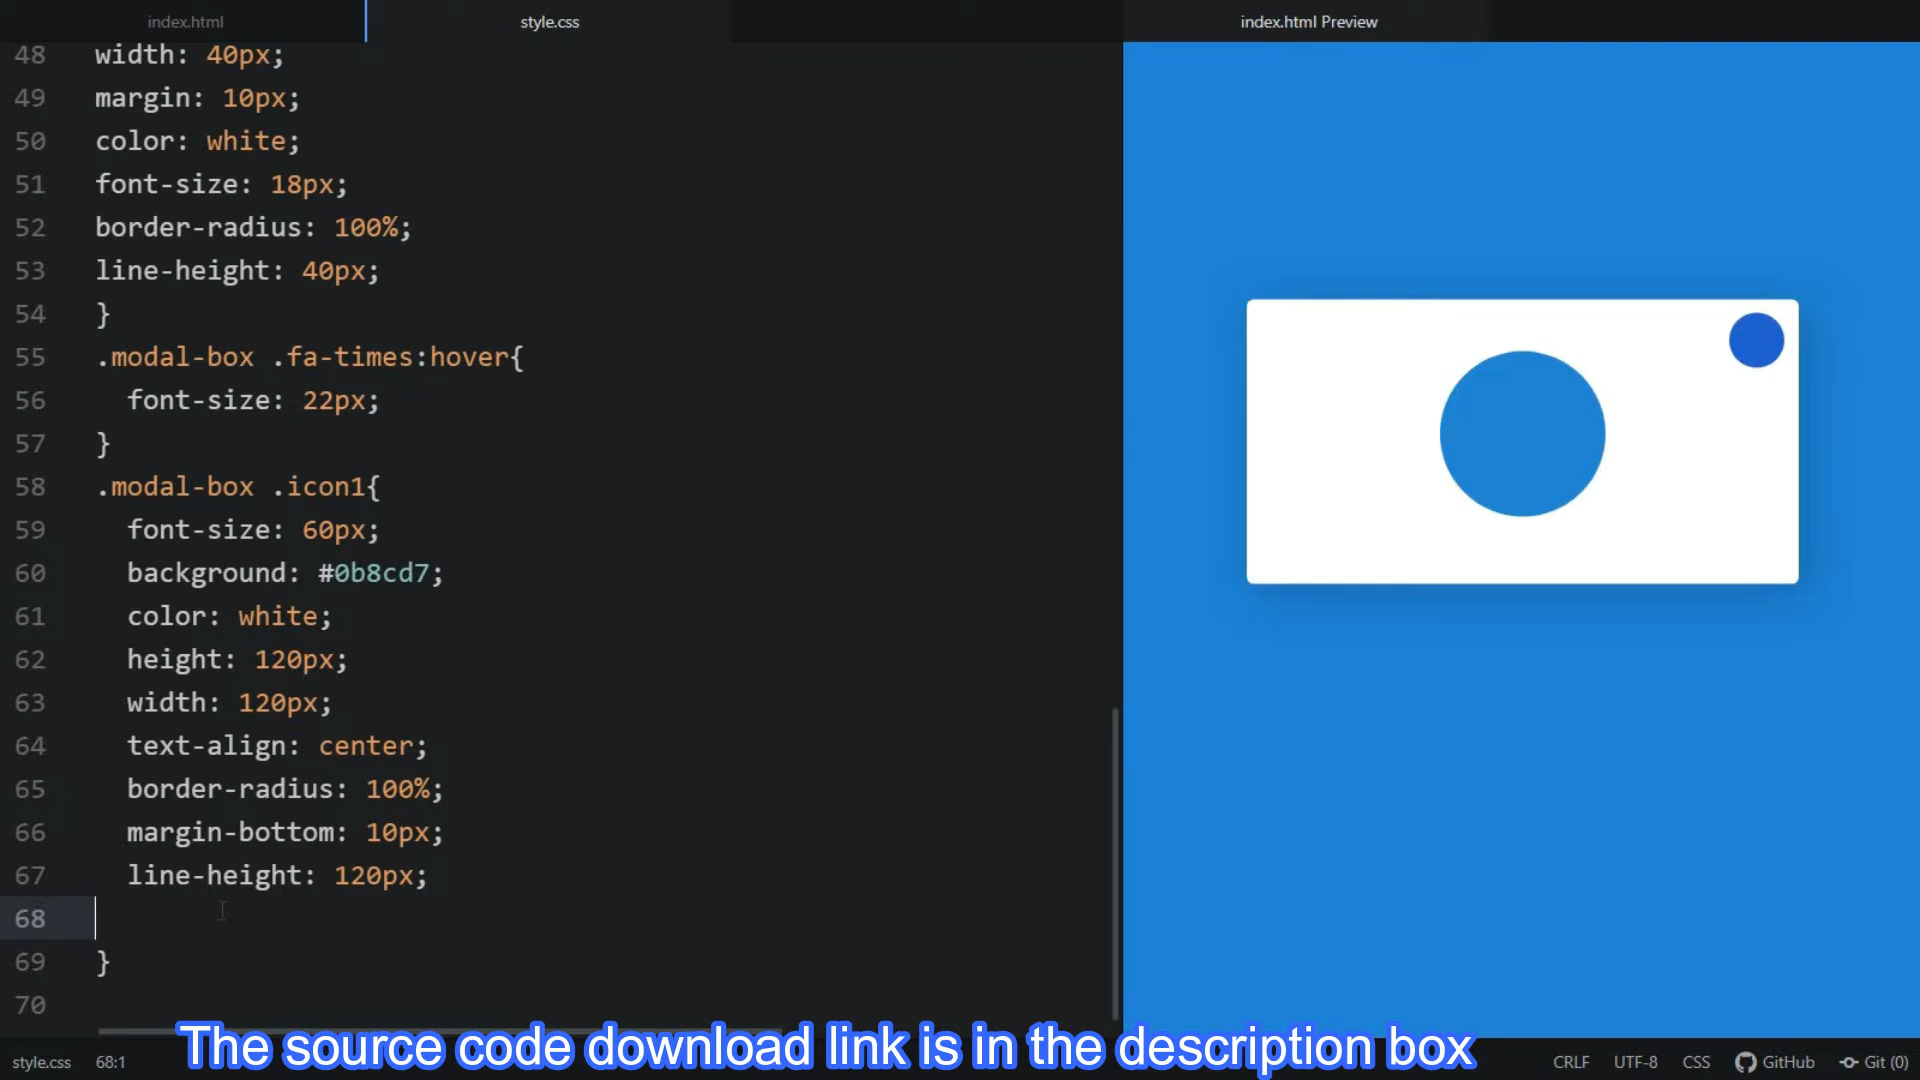 index.html
style.css
index.html Preview
48 width: 40px;
49 margin: 10px;
50 color: white;
51 font-size: 18px;
52 border-radius: 100%;
53 line-height: 40px;
54 }
55 .modal-box .fa-times:hover{
56 font-size: 22px;
57 }
58 .modal-box .icon1{
59 font-size: 60px;
60 background: #0b8cd7;
61 color: white;
62 height: 120px;
63 width: 120px;
64 text-align: center;
65 border-radius: 100%;
66 margin-bottom: 10px;
67 line-height: 120px;
68
69 }
70
The source code download link is in the description box
style.css 68:1 CRLF UTF-8 CSS GitHub Git (0)